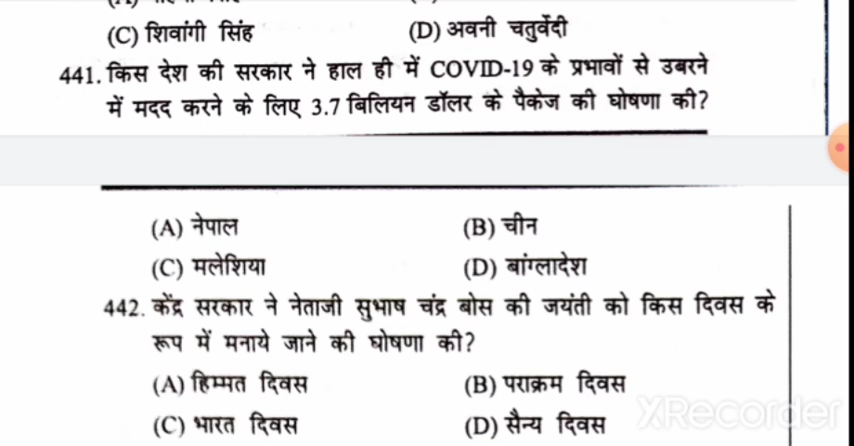 (C) शिवांगी सिंह (D) अवनी चतुर्वेदी
441. किस देश की सरकार ने हाल ही में COVID-19 के प्रभावों से उबरने
में मदद करने के लिए 3.7 बिलियन डॉलर के पैकेज की घोषणा की?
(A) नेपाल (B) चीन
(C) मलेशिया (D) बांग्लादेश
442. केंद्र सरकार ने नेताजी सुभाष चंद्र बोस की जयंती को किस दिवस के
रूप में मनाये जाने की घोषणा की?
(A) हिम्मत दिवस (B) पराक्रम दिवस
(C) भारत दिवस (D) सैन्य दिवस
XRecorder